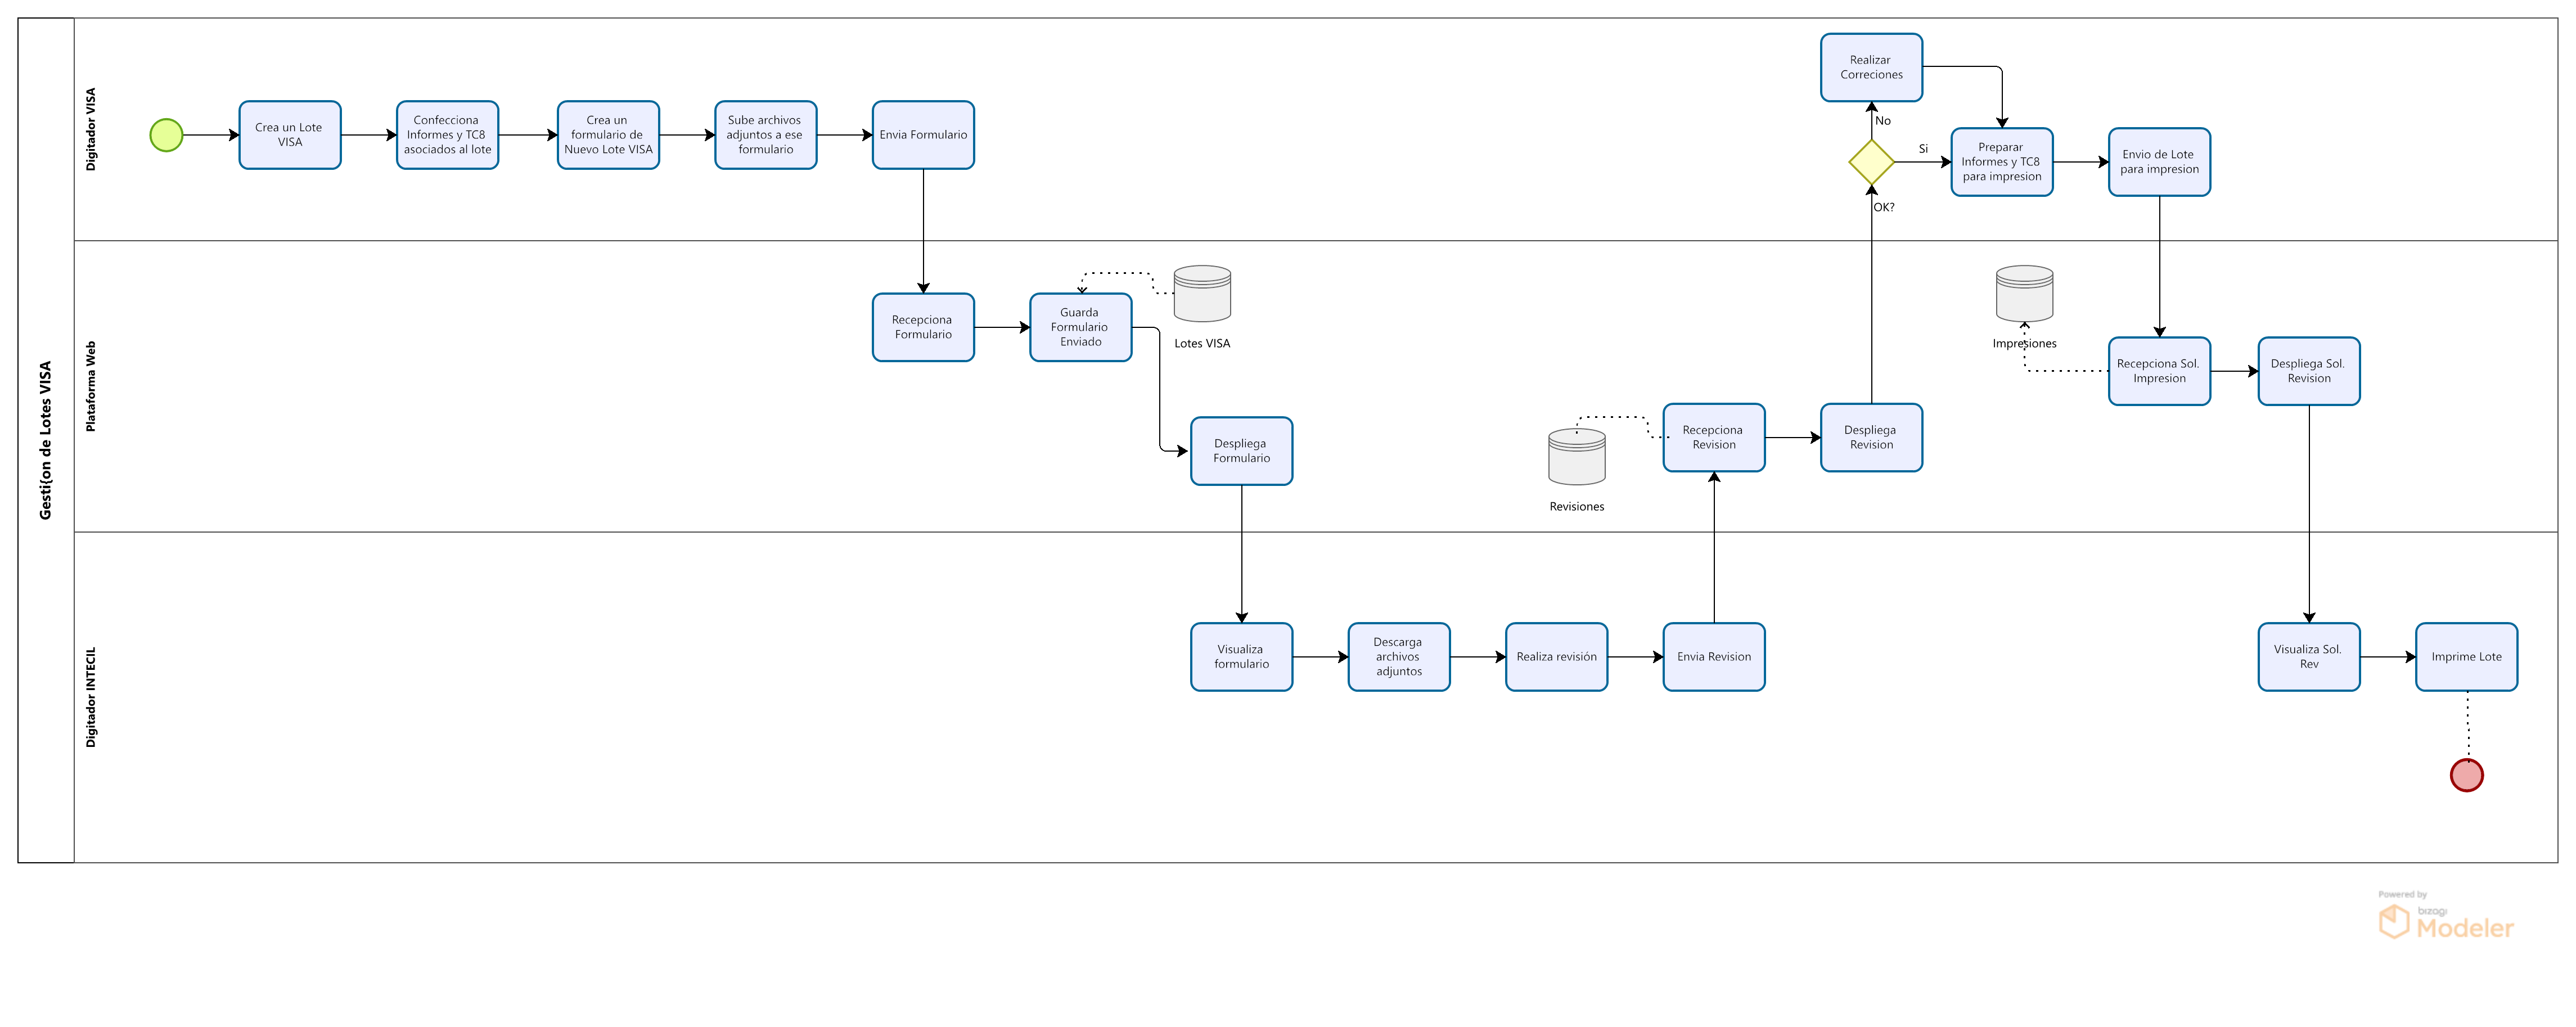 Gesti{on de Lotes VISA
Digitador VISA
Crea un Lote
VISA
Confecciona
Informes y TC8
asociados al lote
Crea un
formulario de
Nuevo Lote VISA
Sube archivos
adjuntos a ese
formulario
Envia Formulario
Realizar
Correciones
No
Si
OK?
Preparar
Informes y TC8
para impresion
Envio de Lote
para impresion
Plataforma Web
Recepciona
Formulario
Guarda
Formulario
Enviado
Lotes VISA
Despliega
Formulario
Revisiones
Recepciona
Revision
Despliega
Revision
Impresiones
Recepciona Sol.
Impresion
Despliega Sol.
Revision
Digitador INTECIL
Visualiza
formulario
Descarga
archivos
adjuntos
Realiza revisión
Envia Revision
Visualiza Sol.
Rev
Imprime Lote
Powered by
bizagi
Modeler